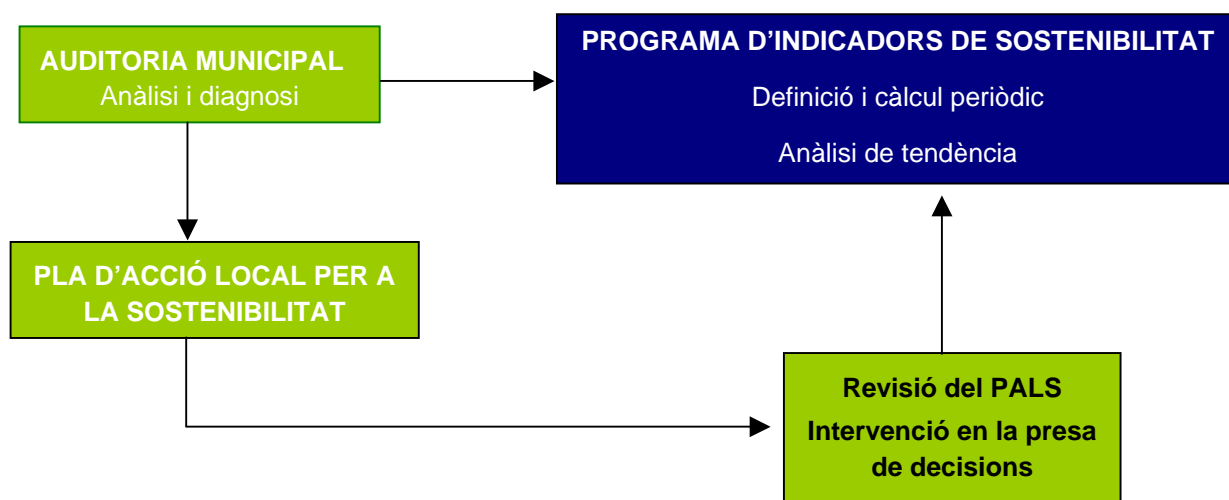 AUDITORIA MUNICIPAL
Anàlisi i diagnosi
PROGRAMA D’INDICADORS DE SOSTENIBILITAT
Definició i càlcul periòdic
Anàlisi de tendència
PLA D’ACCIÓ LOCAL PER A
LA SOSTENIBILITAT
Revisió del PALS
Intervenció en la presa
de decisions